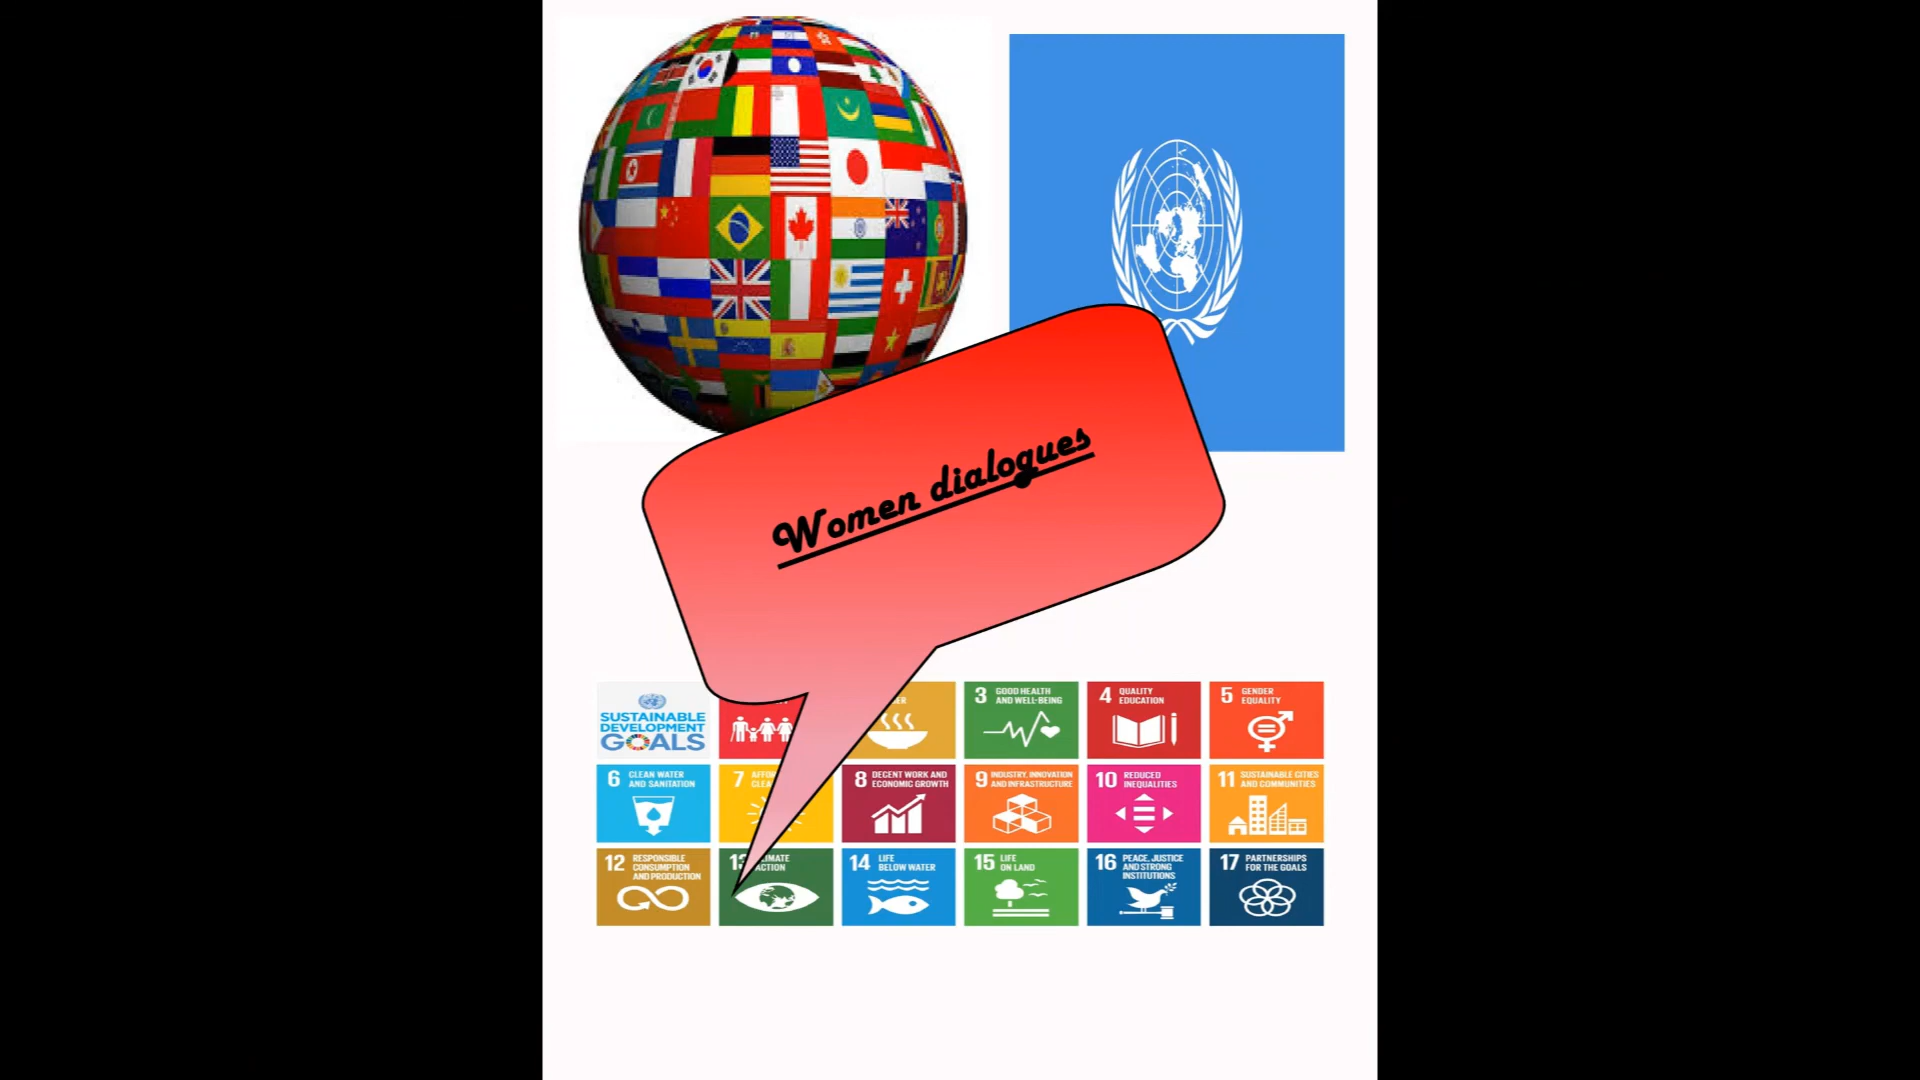 Women dialogues
SUSTAINABLE
DEVELOPMENT
GOALS
3 GOOD HEALTH
AND WELL-BEING
4 QUALITY
EDUCATION
5 GENDER
EQUALITY
6 CLEAN WATER
AND SANITATION
7
8 DECENT WORK AND
ECONOMIC GROWTH
9 INDUSTRY, INNOVATION
AND INFRASTRUCTURE
10 REDUCED
INEQUALITIES
11 SUSTAINABLE CITIES
AND COMMUNITIES
12 RESPONSIBLE
CONSUMPTION
AND PRODUCTION
ACTION
14 LIFE
BELOW WATER
15 LIFE
ON LAND
16 PEACE, JUSTICE
AND STRONG
INSTITUTIONS
17 PARTNERSHIPS
FOR THE GOALS